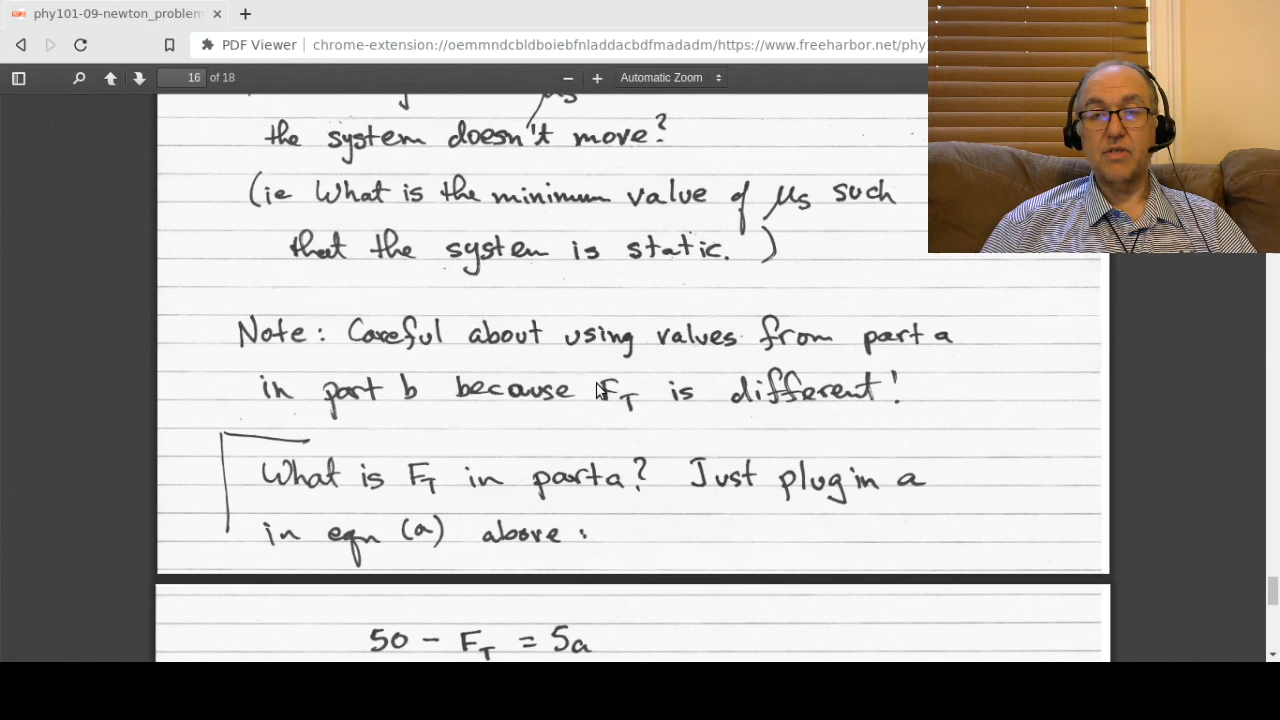 phy101-09-newton_problem
PDF Viewer
chrome-extension://oemmndcbldboiebfnladdacbdfmadadm/https://www.freeharbor.net/phy
16 of 18
Automatic Zoom
μs
the system doesn't move?
(ie What is the minimum value of μs such
that the system is static. )
Note: Careful about using values from part a
in part b because FT is different!
What is FT in part a? Just plug in a
in eqn (a) above:
50 - FT = 5a